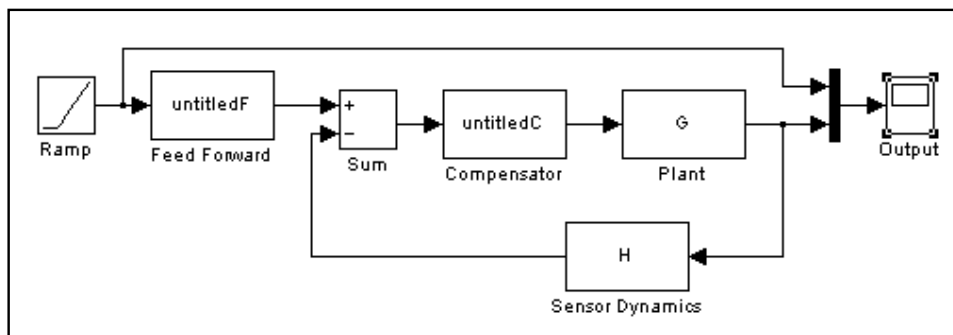 untitledF
+
−
untitledC
G
Ramp
Feed Forward
Sum
Compensator
Plant
Output
H
Sensor Dynamics